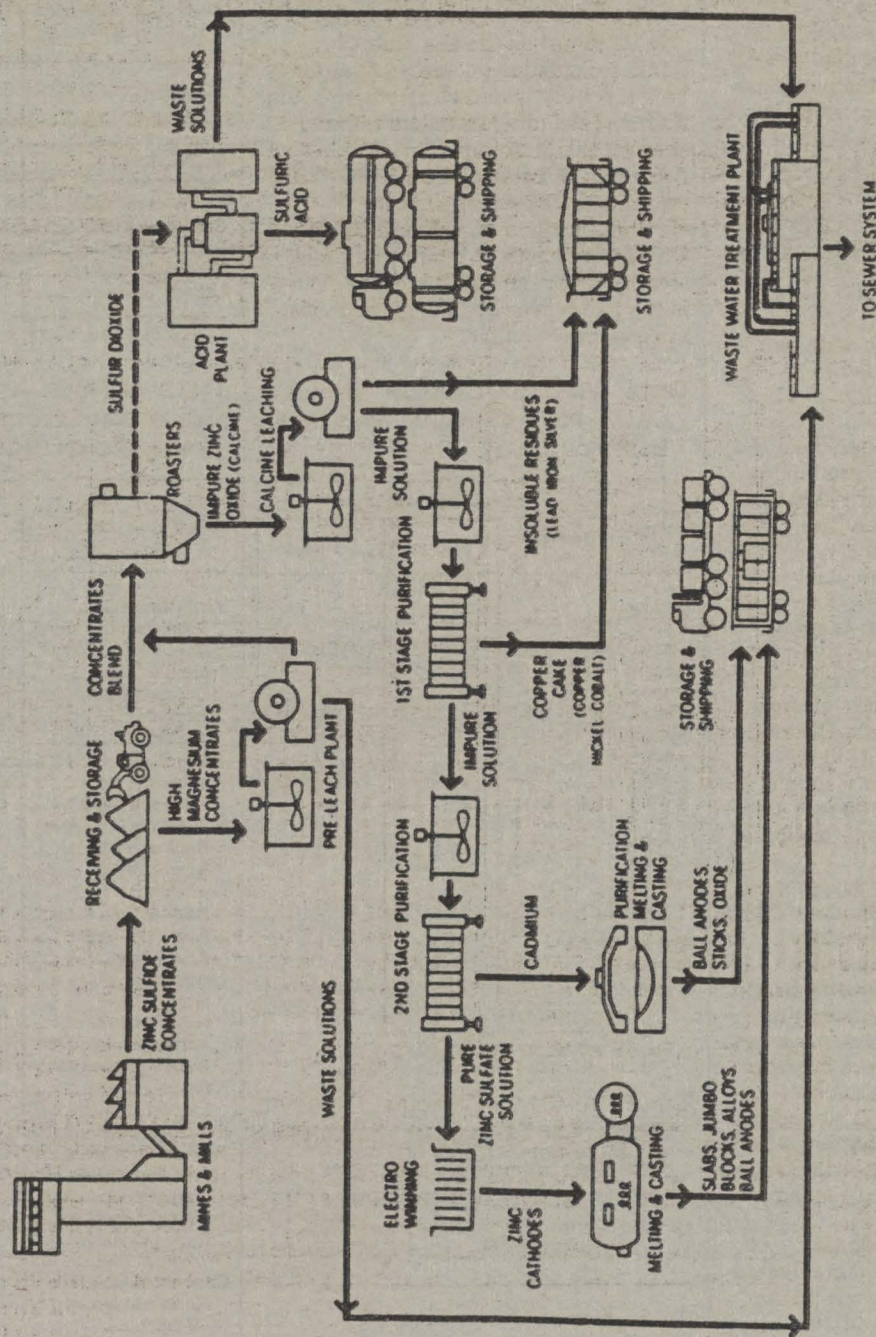 MINES & MILLS
ZINC SULFIDE
CONCENTRATES
RECEIVING & STORAGE
HIGH
MAGNESIUM
CONCENTRATES
PRE-LEACH PLANT
CONCENTRATES
BLEND
ROASTERS
SULFUR DIOXIDE
IMPURE ZINC
OXIDE (CALCINE)
CALCINE LEACHING
ACID
PLANT
WASTE
SOLUTIONS
SULFURIC
ACID
STORAGE & SHIPPING
WASTE SOLUTIONS
IMPURE
SOLUTION
INSOLUBLE RESIDUES
(LEAD IRON SILVER)
STORAGE & SHIPPING
1ST STAGE PURIFICATION
COPPER
CAKE
(COPPER
NICKEL COBALT)
IMPURE
SOLUTION
2ND STAGE PURIFICATION
CADMIUM
PURIFICATION
MELTING &
CASTING
BALL ANODES,
STICKS, OXIDE
STORAGE &
SHIPPING
PURE
ZINC SULFATE
SOLUTION
ELECTRO
WINNING
ZINC
CATHODES
MELTING & CASTING
SLABS, JUMBO
BLOCKS, ALLOYS
BALL ANODES
WASTE WATER TREATMENT PLANT
TO SEWER SYSTEM